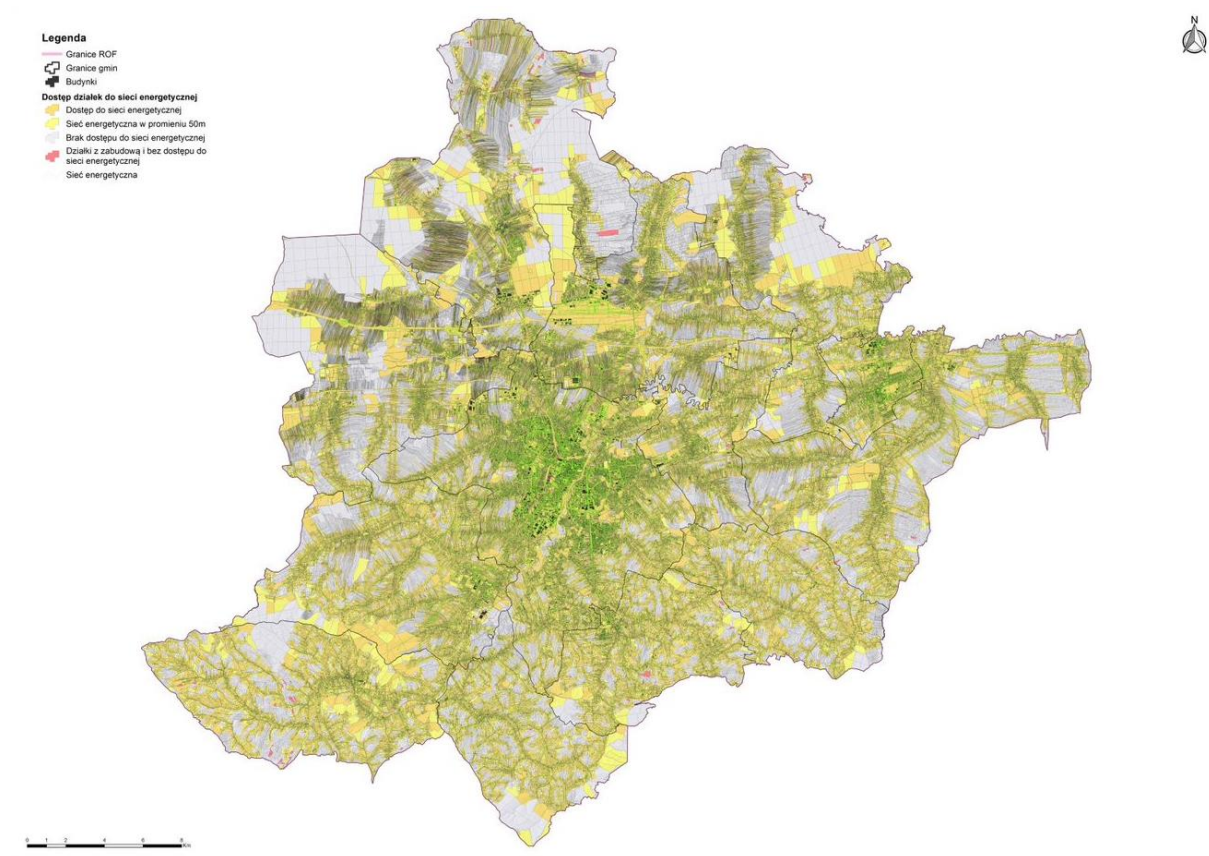 Legenda
Granice ROF
Granice gmin
Budynki
Dostęp działek do sieci energetycznej
Dostęp do sieci energetycznej
Sieć energetyczna w promieniu 50m
Brak dostępu do sieci energetycznej
Działki z zabudową i bez dostępu do
sieci energetycznej
Sieć energetyczna
N
0 1 2 4 6 8
Km